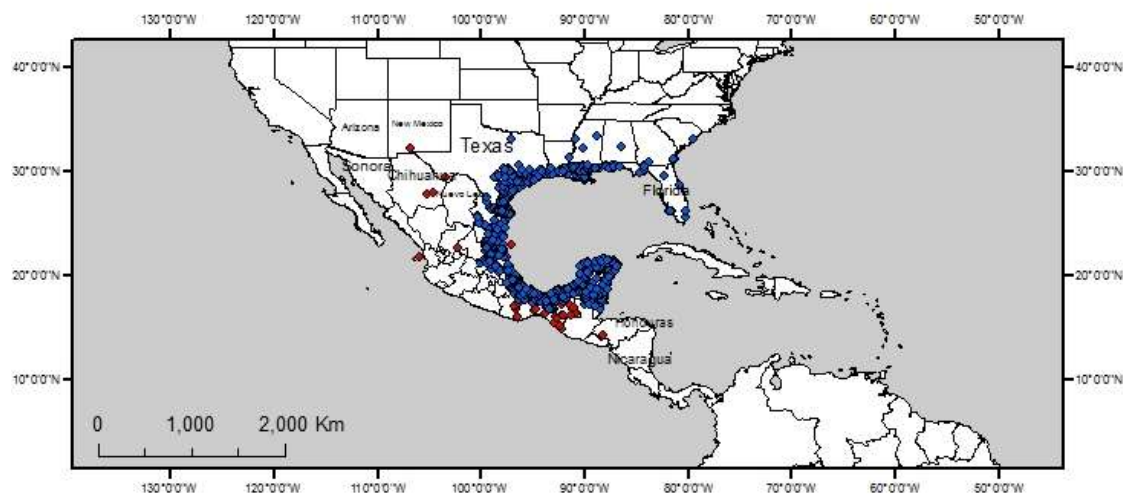 130°0'0"W 120°0'0"W 110°0'0"W 100°0'0"W 90°0'0"W 80°0'0"W 70°0'0"W 60°0'0"W 50°0'0"W
40°0'0"N 40°0'0"N
New Mexico
Arizona
Texas
30°0'0"N 30°0'0"N
Sonora
Chihuahua
Florida
20°0'0"N 20°0'0"N
Honduras
Nicaragua
10°0'0"N 10°0'0"N
0 1,000 2,000 Km
130°0'0"W 120°0'0"W 110°0'0"W 100°0'0"W 90°0'0"W 80°0'0"W 70°0'0"W 60°0'0"W 50°0'0"W